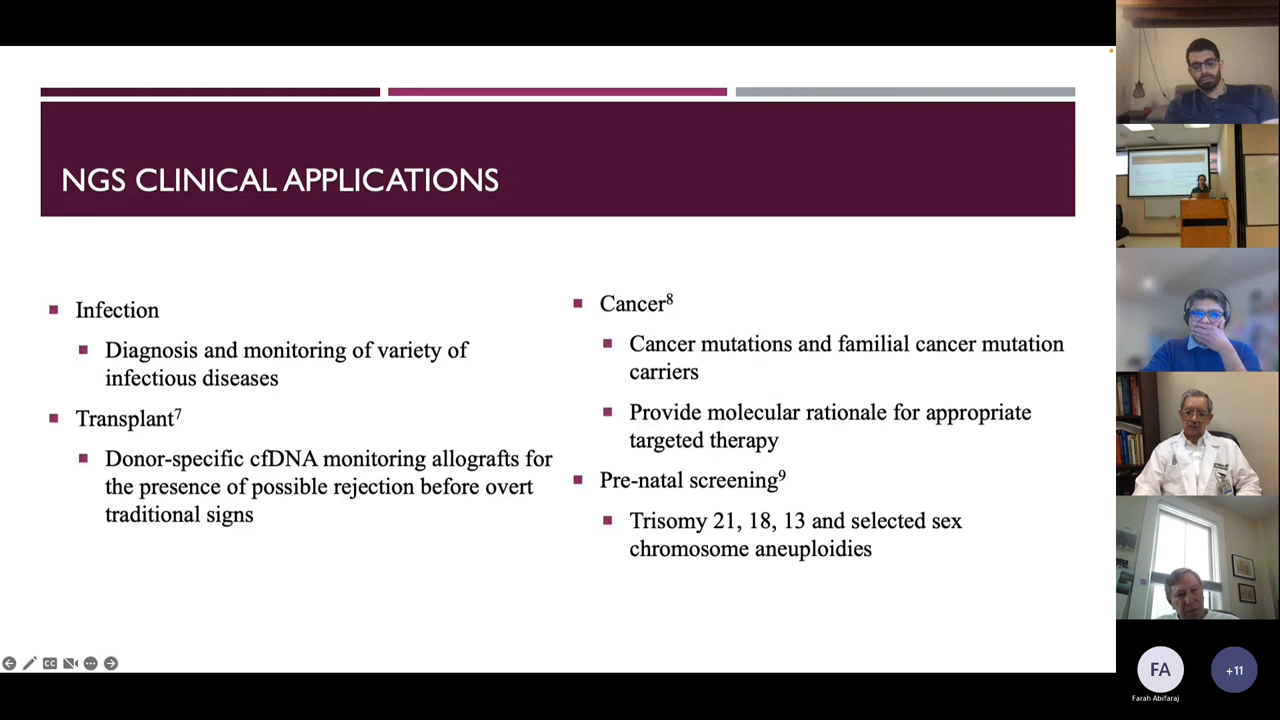 NGS CLINICAL APPLICATIONS
Infection
Diagnosis and monitoring of variety of
infectious diseases
Transplant7
Donor-specific cfDNA monitoring allografts for
the presence of possible rejection before overt
traditional signs
Cancer8
Cancer mutations and familial cancer mutation
carriers
Provide molecular rationale for appropriate
targeted therapy
Pre-natal screening9
Trisomy 21, 18, 13 and selected sex
chromosome aneuploidies
CC
FA
Farah Abifaraj
+11